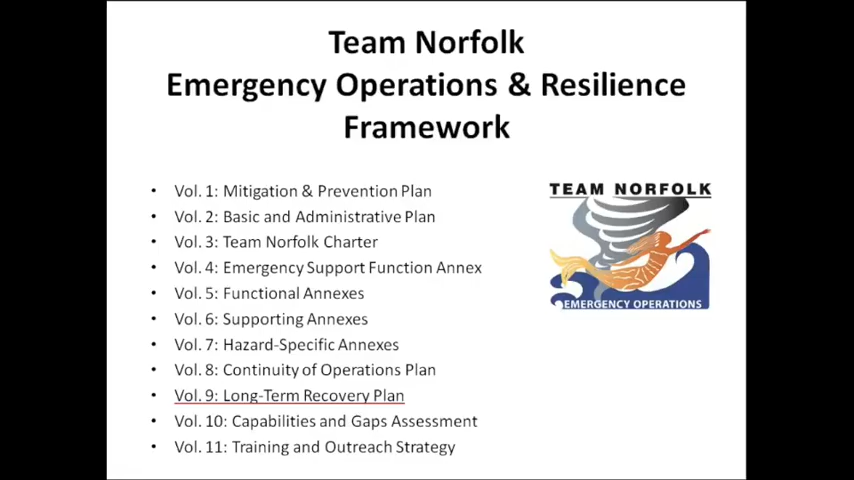 Team Norfolk
Emergency Operations & Resilience
Framework
• Vol. 1: Mitigation & Prevention Plan
• Vol. 2: Basic and Administrative Plan
• Vol. 3: Team Norfolk Charter
• Vol. 4: Emergency Support Function Annex
• Vol. 5: Functional Annexes
• Vol. 6: Supporting Annexes
• Vol. 7: Hazard-Specific Annexes
• Vol. 8: Continuity of Operations Plan
• Vol. 9: Long-Term Recovery Plan
• Vol. 10: Capabilities and Gaps Assessment
• Vol. 11: Training and Outreach Strategy
TEAM NORFOLK
EMERGENCY OPERATIONS